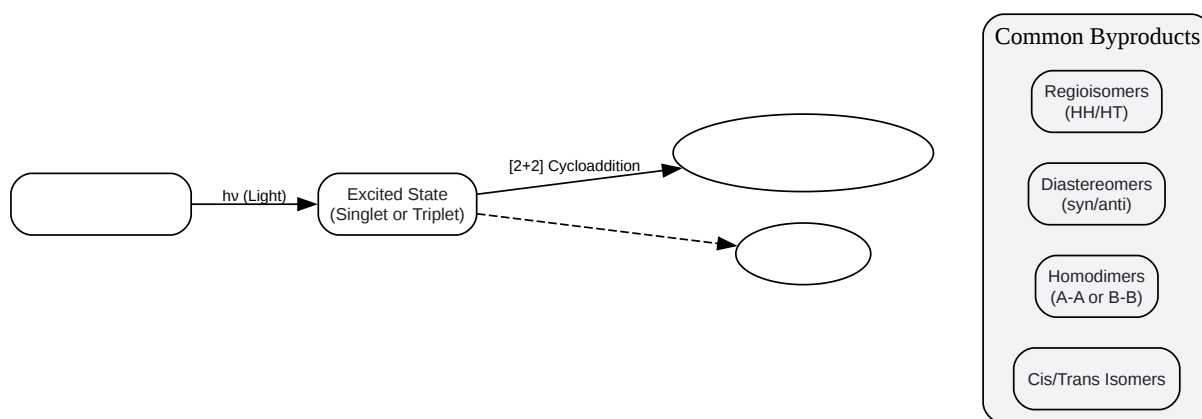 Common Byproducts
Regioisomers
(HH/HT)
[2+2] Cycloaddition
hν (Light)
Excited State
(Singlet or Triplet)
Diastereomers
(syn/anti)
Homodimers
(A-A or B-B)
Cis/Trans Isomers